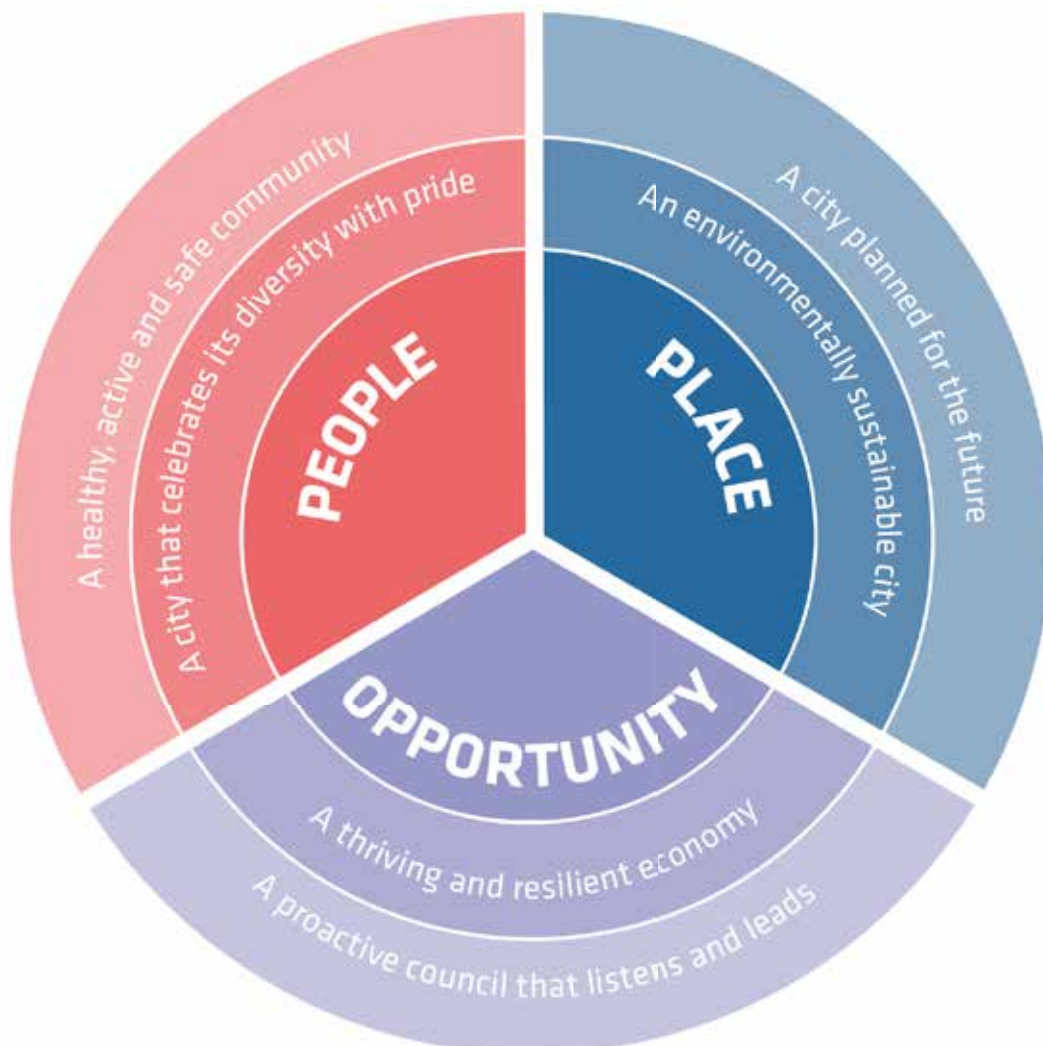 A healthy, active and safe community
A city that celebrates its diversity with pride
PEOPLE
A city planned for the future
An environmentally sustainable city
PLACE
OPPORTUNITY
A thriving and resilient economy
A proactive council that listens and leads